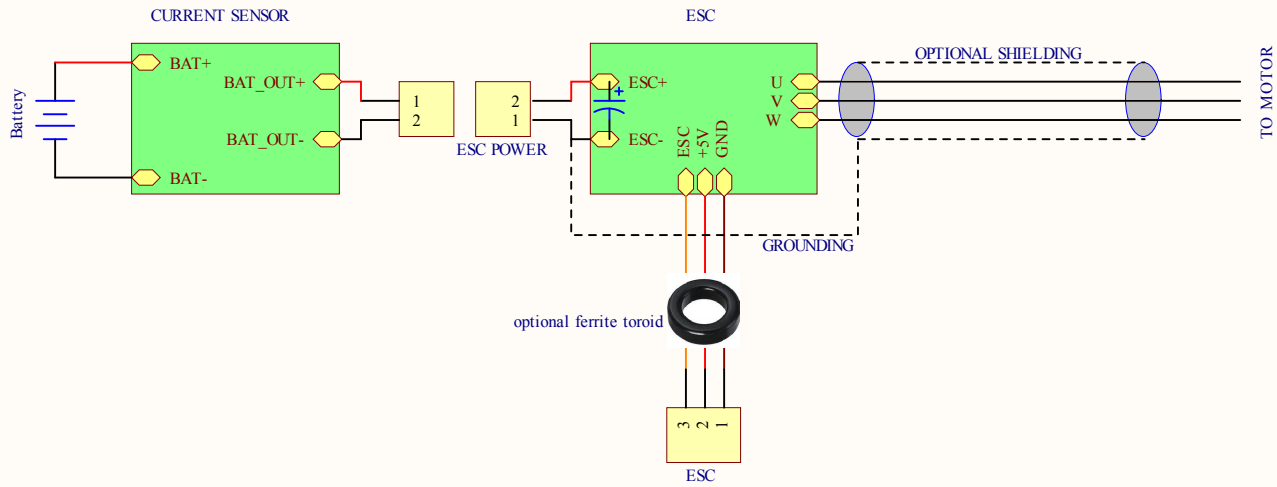 CURRENT SENSOR
ESC
BAT+
BAT_OUT+
BAT_OUT-
BAT-
Battery
1
2
2
1
ESC POWER
ESC+
+
ESC-
U
V
W
ESC
+5V
GND
OPTIONAL SHIELDING
TO MOTOR
GROUNDING
optional ferrite toroid
3
2
1
ESC